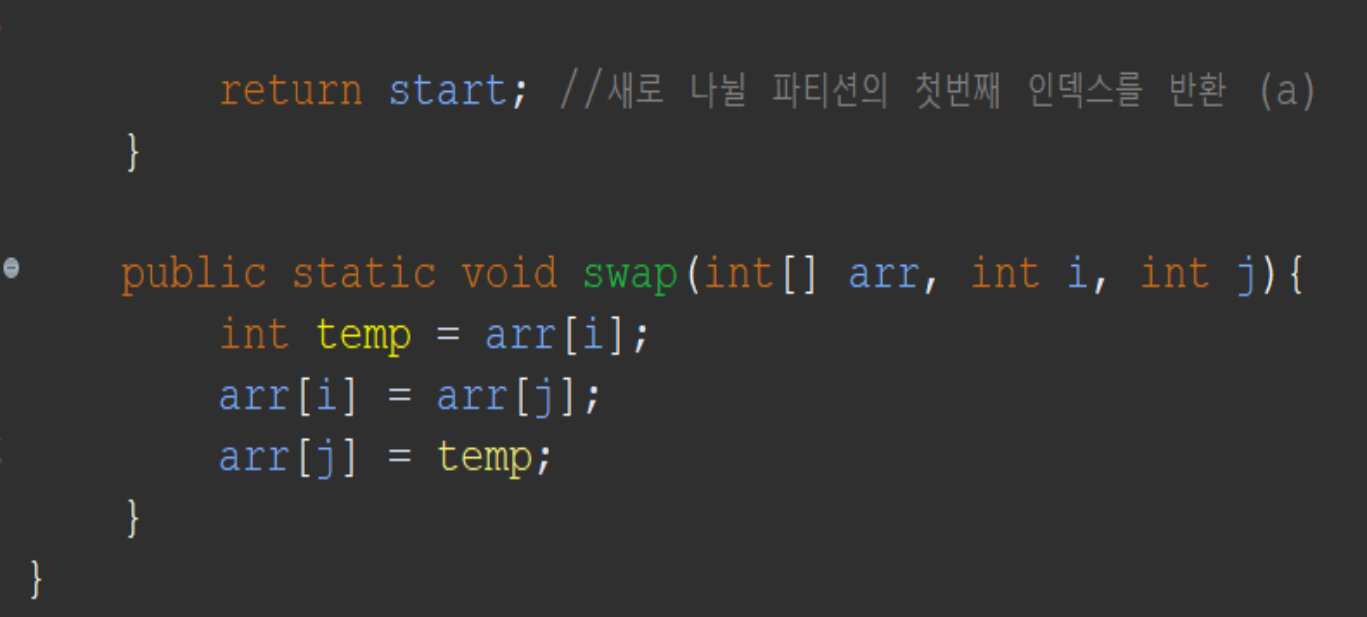 return start; //새로 나뉠 파티션의 첫번째 인덱스를 반환 (a)
}
public static void swap(int[] arr, int i, int j){
int temp = arr[i];
arr[i] = arr[j];
arr[j] = temp;
}
}